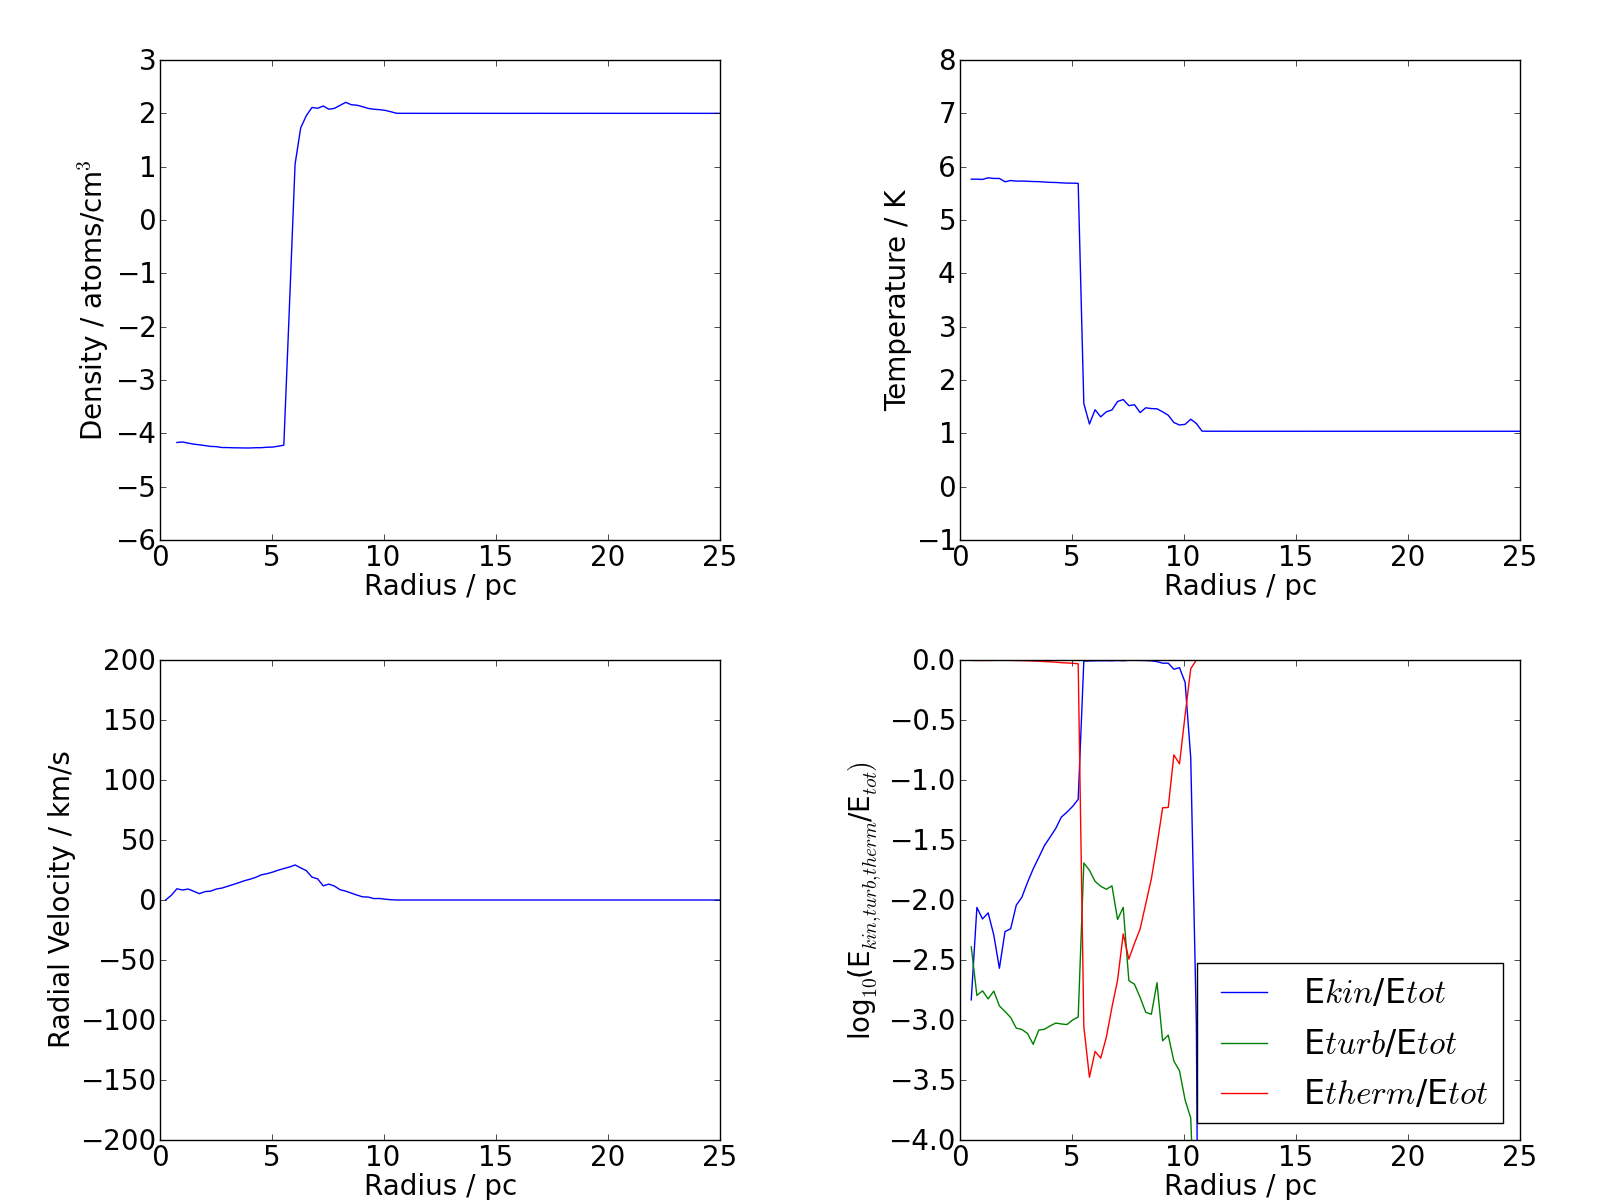 3
2
1
0
−1
−2
−3
−4
−5
−6
0 5 10 15 20 25
Density / atoms/cm³
Radius / pc
8
7
6
5
4
3
2
1
0
−1
0 5 10 15 20 25
Temperature / K
Radius / pc
200
150
100
50
0
−50
−100
−150
−200
0 5 10 15 20 25
Radial Velocity / km/s
Radius / pc
0.0
−0.5
−1.0
−1.5
−2.0
−2.5
−3.0
−3.5
−4.0
0 5 10 15 20 25
log10(Ekin,turb,therm/Etot)
Radius / pc
Ekin/Etot
Eturb/Etot
Etherm/Etot